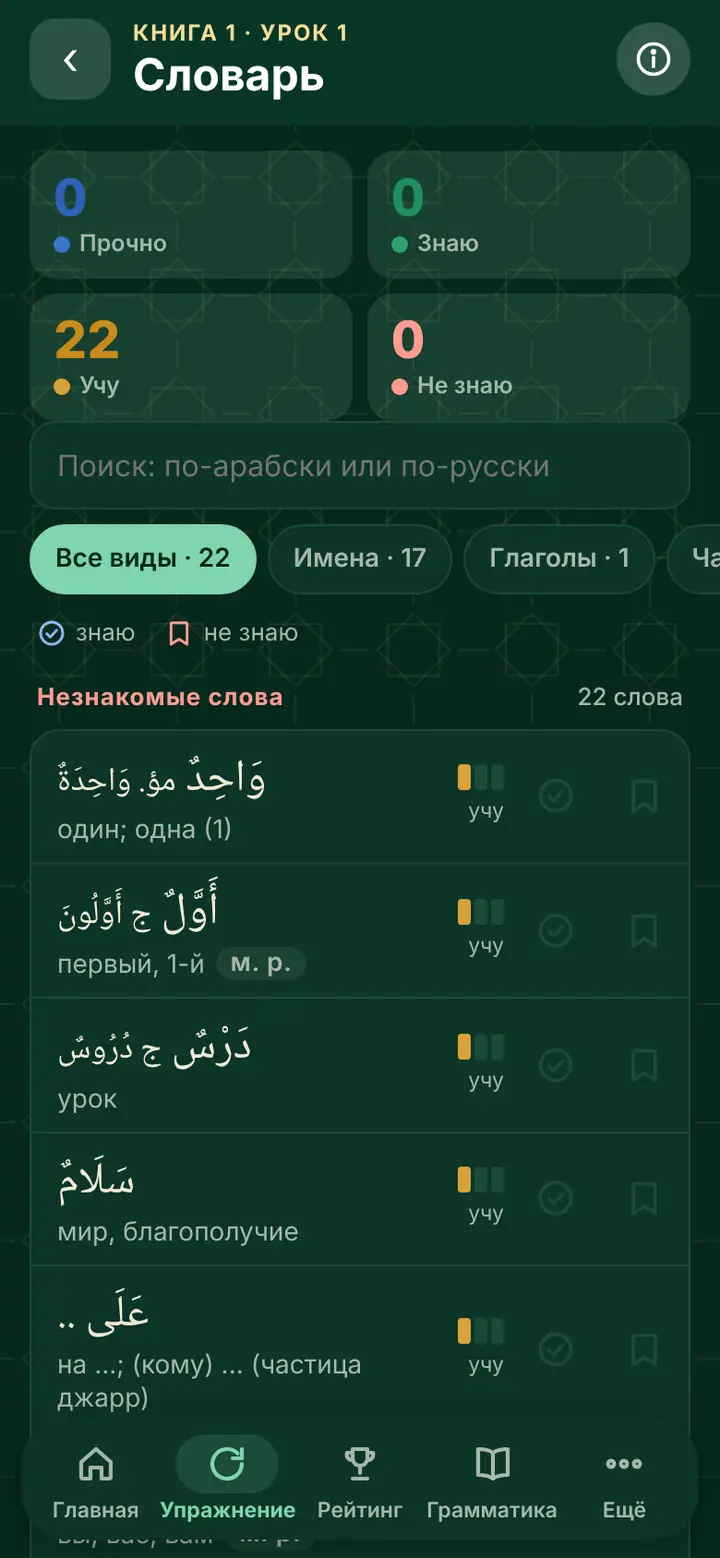 КНИГА 1 · УРОК 1
Словарь
0
Прочно
0
Знаю
22
Учу
0
Не знаю
Поиск: по-арабски или по-русски
Все виды · 22
Имена · 17
Глаголы · 1
Ча
знаю
не знаю
Незнакомые слова
22 слова
وَاحِدٌ مؤ. وَاحِدَةٌ
учу
один; одна (1)
أَوَّلٌ ج أَوَّلُونَ
учу
первый, 1-й м. р.
دَرْسٌ ج دُرُوسٌ
учу
урок
سَلَامٌ
учу
мир, благополучие
عَلَى ..
учу
на ...; (кому) ... (частица
джарр)
Главная
Упражнение
Рейтинг
Грамматика
Ещё